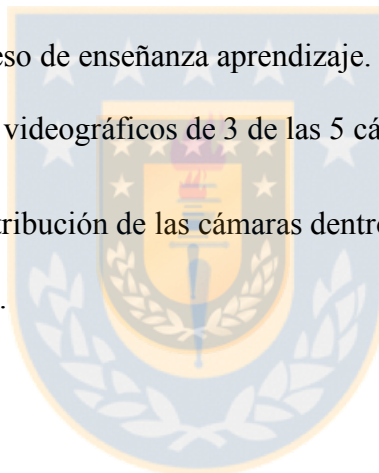 eso de enseñanza aprendizaje.
videográficos de 3 de las 5 cá
tribución de las cámaras dentro
.